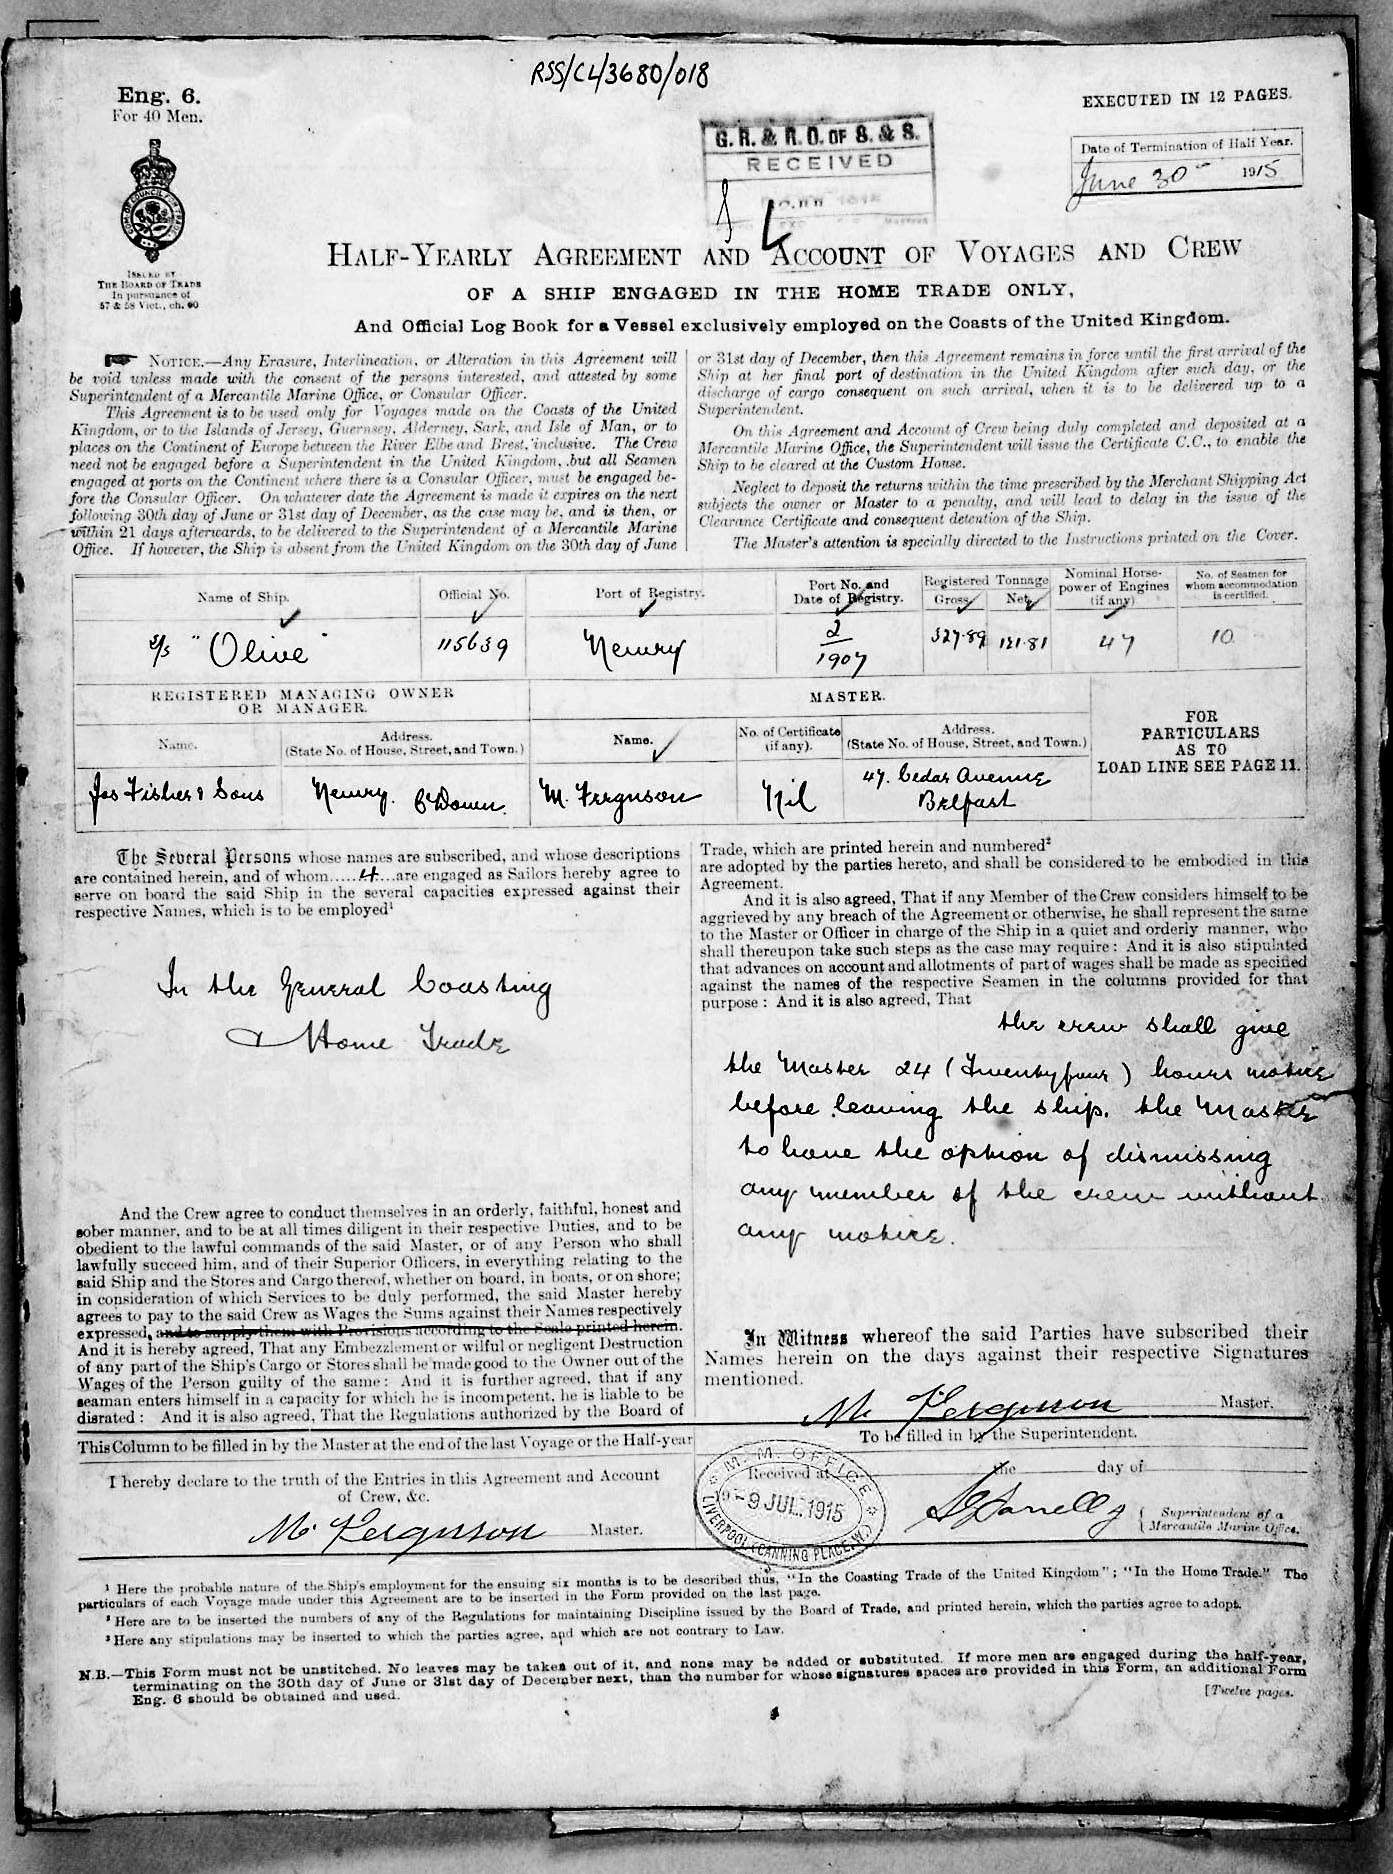 RSS/CL/3680/018
Eng. 6.
For 40 Men.
EXECUTED IN 12 PAGES.
G. R. & R. O. OF S. & S.
RECEIVED
Date of Termination of Half Year.
June 30 1915
ISSUED BY
THE BOARD OF TRADE
In pursuance of
57 & 58 Vict., ch. 60
HALF-YEARLY AGREEMENT AND ACCOUNT OF VOYAGES AND CREW
OF A SHIP ENGAGED IN THE HOME TRADE ONLY,
And Official Log Book for a Vessel exclusively employed on the Coasts of the United Kingdom.
NOTICE.—Any Erasure, Interlineation, or Alteration in this Agreement will
be void unless made with the consent of the persons interested, and attested by some
Superintendent of a Mercantile Marine Office, or Consular Officer.
This Agreement is to be used only for Voyages made on the Coasts of the United
Kingdom, or to the Islands of Jersey, Guernsey, Alderney, Sark, and Isle of Man, or to
places on the Continent of Europe between the River Elbe and Brest, inclusive. The Crew
need not be engaged before a Superintendent in the United Kingdom, but all Seamen
engaged at ports on the Continent where there is a Consular Officer, must be engaged be-
fore the Consular Officer. On whatever date the Agreement is made it expires on the next
following 30th day of June or 31st day of December, as the case may be, and is then, or
within 21 days afterwards, to be delivered to the Superintendent of a Mercantile Marine
Office. If however, the Ship is absent from the United Kingdom on the 30th day of June
or 31st day of December, then this Agreement remains in force until the first arrival of the
Ship at her final port of destination in the United Kingdom after such day, or the
discharge of cargo consequent on such arrival, when it is to be delivered up to a
Superintendent.
On this Agreement and Account of Crew being duly completed and deposited at a
Mercantile Marine Office, the Superintendent will issue the Certificate C.C., to enable the
Ship to be cleared at the Custom House.
Neglect to deposit the returns within the time prescribed by the Merchant Shipping Act
subjects the owner or Master to a penalty, and will lead to delay in the issue of the
Clearance Certificate and consequent detention of the Ship.
The Master's attention is specially directed to the Instructions printed on the Cover.
Name of Ship.
Official No.
Port of Registry.
Port No. and
Date of Registry.
Registered Tonnage
Gross.
Net.
Nominal Horse-
power of Engines
(if any)
No. of Seamen for
whom accommodation
is certified.
s/s "Olive"
115639
Newry
2
1907
327.89
121.81
47
10
REGISTERED MANAGING OWNER
OR MANAGER.
MASTER.
Name.
Address.
(State No. of House, Street, and Town.)
Name.
No. of Certificate
(if any).
Address.
(State No. of House, Street, and Town.)
FOR
PARTICULARS
AS TO
LOAD LINE SEE PAGE 11.
Jos Fisher & Sons
Newry. Co Down.
M. Ferguson
Nil
47. Cedar Avenue
Belfast
The Several Persons whose names are subscribed, and whose descriptions
are contained herein, and of whom.....4....are engaged as Sailors hereby agree to
serve on board the said Ship in the several capacities expressed against their
respective Names, which is to be employed¹
In the General Coasting
& Home Trade
And the Crew agree to conduct themselves in an orderly, faithful, honest and
sober manner, and to be at all times diligent in their respective Duties, and to be
obedient to the lawful commands of the said Master, or of any Person who shall
lawfully succeed him, and of their Superior Officers, in everything relating to the
said Ship and the Stores and Cargo thereof, whether on board, in boats, or on shore;
in consideration of which Services to be duly performed, the said Master hereby
agrees to pay to the said Crew as Wages the Sums against their Names respectively
expressed, and to supply them with Provisions according to the Scale printed herein.
And it is hereby agreed, That any Embezzlement or wilful or negligent Destruction
of any part of the Ship's Cargo or Stores shall be made good to the Owner out of the
Wages of the Person guilty of the same: And it is further agreed, that if any
seaman enters himself in a capacity for which he is incompetent, he is liable to be
disrated: And it is also agreed, That the Regulations authorized by the Board of
Trade, which are printed herein and numbered²
are adopted by the parties hereto, and shall be considered to be embodied in this
Agreement.
And it is also agreed, That if any Member of the Crew considers himself to be
aggrieved by any breach of the Agreement or otherwise, he shall represent the same
to the Master or Officer in charge of the Ship in a quiet and orderly manner, who
shall thereupon take such steps as the case may require: And it is also stipulated
that advances on account and allotments of part of wages shall be made as specified
against the names of the respective Seamen in the columns provided for that
purpose: And it is also agreed, That
the crew shall give
the Master 24 (Twentyfour) hours notice
before leaving the ship. the Master
to have the option of dismissing
any member of the crew without
any notice.
In Witness whereof the said Parties have subscribed their
Names herein on the days against their respective Signatures
mentioned.
M. Ferguson Master.
This Column to be filled in by the Master at the end of the last Voyage or the Half-year
To be filled in by the Superintendent.
I hereby declare to the truth of the Entries in this Agreement and Account
of Crew, &c.
M. Ferguson Master.
Received at the day of
M. M. OFFICE
9 JUL. 1915
LIVERPOOL (CANNING PLACE, W.)
Superintendent of a
Mercantile Marine Office.
¹ Here the probable nature of the Ship's employment for the ensuing six months is to be described thus, "In the Coasting Trade of the United Kingdom"; "In the Home Trade." The
particulars of each Voyage made under this Agreement are to be inserted in the Form provided on the last page.
² Here are to be inserted the numbers of any of the Regulations for maintaining Discipline issued by the Board of Trade, and printed herein, which the parties agree to adopt.
³ Here any stipulations may be inserted to which the parties agree, and which are not contrary to Law.
N.B.—This Form must not be unstitched. No leaves may be taken out of it, and none may be added or substituted. If more men are engaged during the half-year,
terminating on the 30th day of June or 31st day of December next, than the number for whose signatures spaces are provided in this Form, an additional Form
Eng. 6 should be obtained and used.
[Twelve pages.